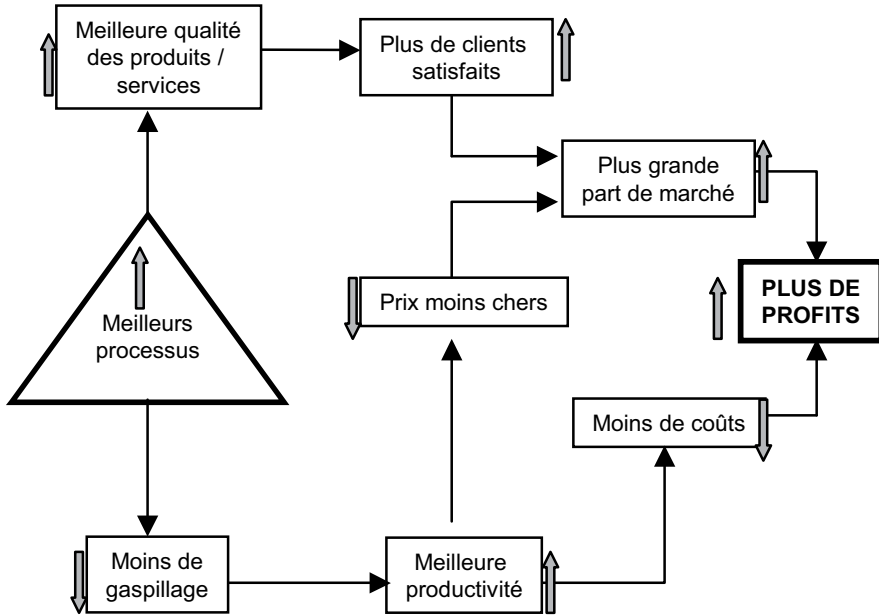 Meilleure qualité
des produits /
services
Plus de clients
satisfaits
Plus grande
part de marché
Meilleurs
processus
Prix moins chers
PLUS DE
PROFITS
Moins de coûts
Moins de
gaspillage
Meilleure
productivité